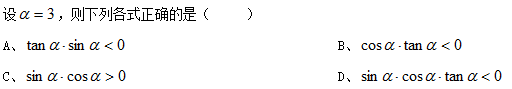 设α=3，则下列各式正确的是（　　）
A、tan α·sin α<0　　B、cos α·tan α<0
C、sin α·cos α>0　　D、sin α·cos α·tan α<0